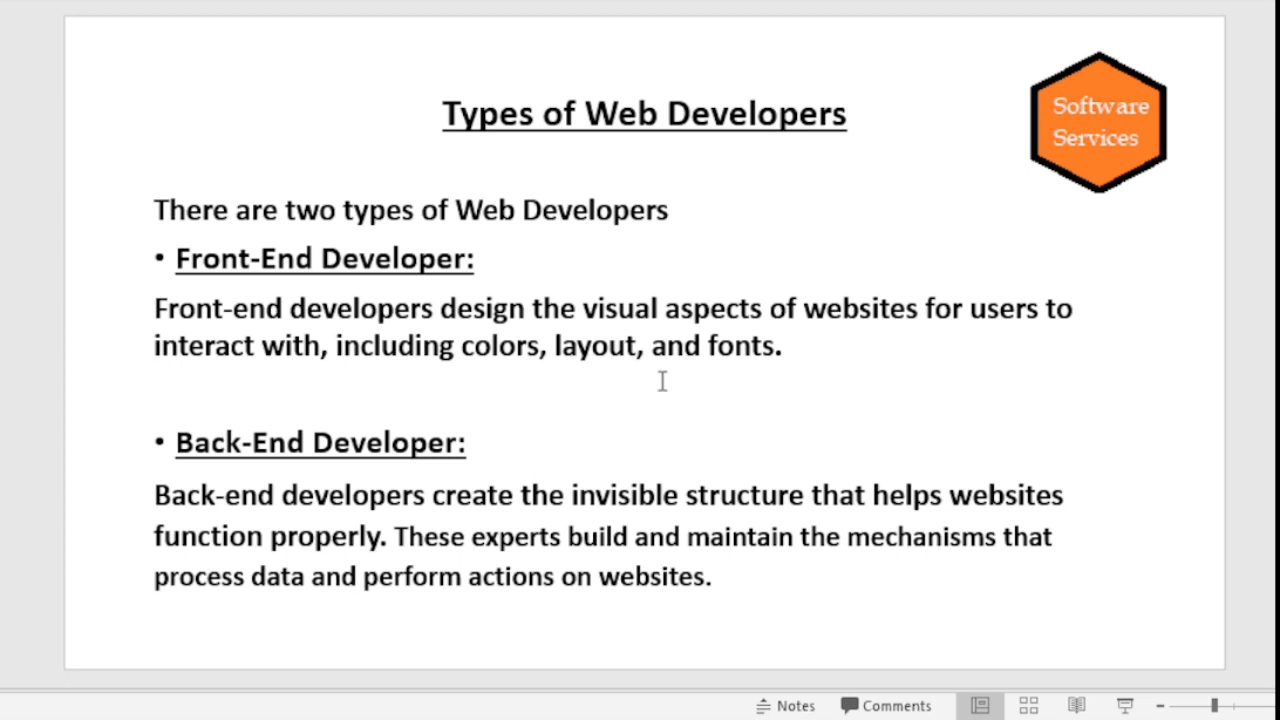 Types of Web Developers
Software
Services
There are two types of Web Developers
• Front-End Developer:
Front-end developers design the visual aspects of websites for users to
interact with, including colors, layout, and fonts.
• Back-End Developer:
Back-end developers create the invisible structure that helps websites
function properly. These experts build and maintain the mechanisms that
process data and perform actions on websites.
Notes Comments